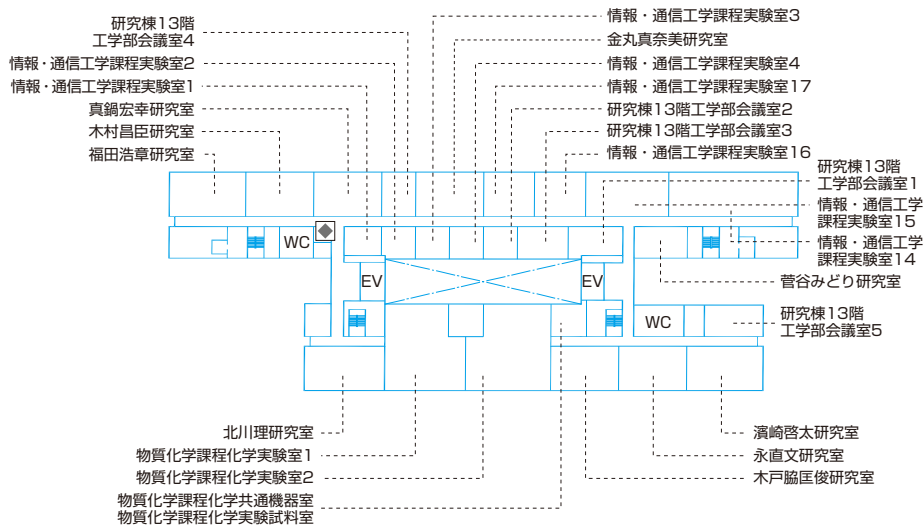 研究棟13階
工学部会議室4
情報・通信工学課程実験室2
情報・通信工学課程実験室1
真鍋宏幸研究室
木村昌臣研究室
福田浩章研究室
情報・通信工学課程実験室3
金丸真奈美研究室
情報・通信工学課程実験室4
情報・通信工学課程実験室17
研究棟13階工学部会議室2
研究棟13階工学部会議室3
情報・通信工学課程実験室16
研究棟13階
工学部会議室1
情報・通信工学
課程実験室15
情報・通信工学
課程実験室14
菅谷みどり研究室
研究棟13階
工学部会議室5
WC
EV
EV
WC
北川理研究室
物質化学課程化学実験室1
物質化学課程化学実験室2
物質化学課程化学共通機器室
物質化学課程化学実験試料室
濱崎啓太研究室
永直文研究室
木戸脇匡俊研究室